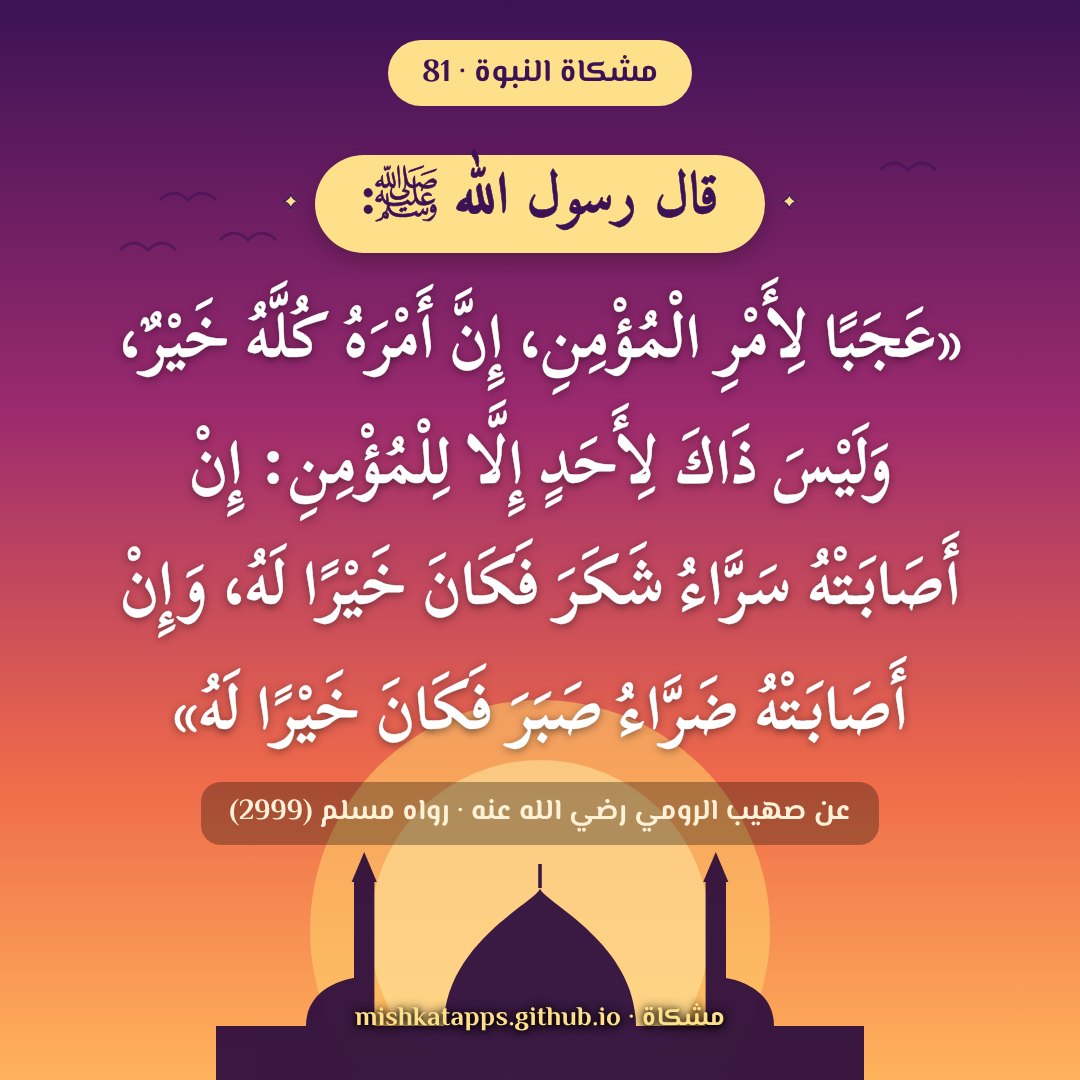 مشكاة النبوة · 81
قال رسول الله ﷺ:
«عَجَبًا لِأَمْرِ الْمُؤْمِنِ، إِنَّ أَمْرَهُ كُلَّهُ خَيْرٌ،
وَلَيْسَ ذَاكَ لِأَحَدٍ إِلَّا لِلْمُؤْمِنِ: إِنْ
أَصَابَتْهُ سَرَّاءُ شَكَرَ فَكَانَ خَيْرًا لَهُ، وَإِنْ
أَصَابَتْهُ ضَرَّاءُ صَبَرَ فَكَانَ خَيْرًا لَهُ»
عن صهيب الرومي رضي الله عنه · رواه مسلم (2999)
مشكاة · mishkatapps.github.io